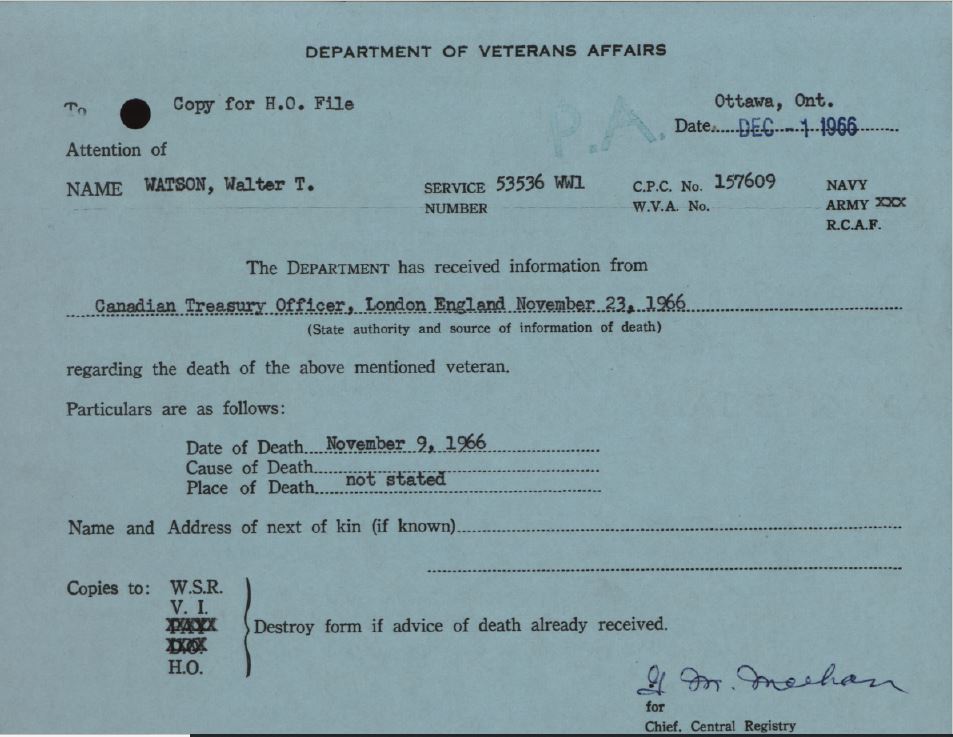 DEPARTMENT OF VETERANS AFFAIRS
To Copy for H.O. File
Ottawa, Ont.
P.A.
Date DEC - 1 1966
Attention of
NAME WATSON, Walter T. SERVICE NUMBER 53536 WW1 C.P.C. No. 157609 NAVY
W.V.A. No. ARMY XXX
R.C.A.F.
The DEPARTMENT has received information from
Canadian Treasury Officer, London England November 23, 1966
(State authority and source of information of death)
regarding the death of the above mentioned veteran.
Particulars are as follows:
Date of Death November 9, 1966
Cause of Death
Place of Death not stated
Name and Address of next of kin (if known)
Copies to: W.S.R.
V. I.
H.O.
Destroy form if advice of death already received.
G M. Meehan
for
Chief, Central Registry